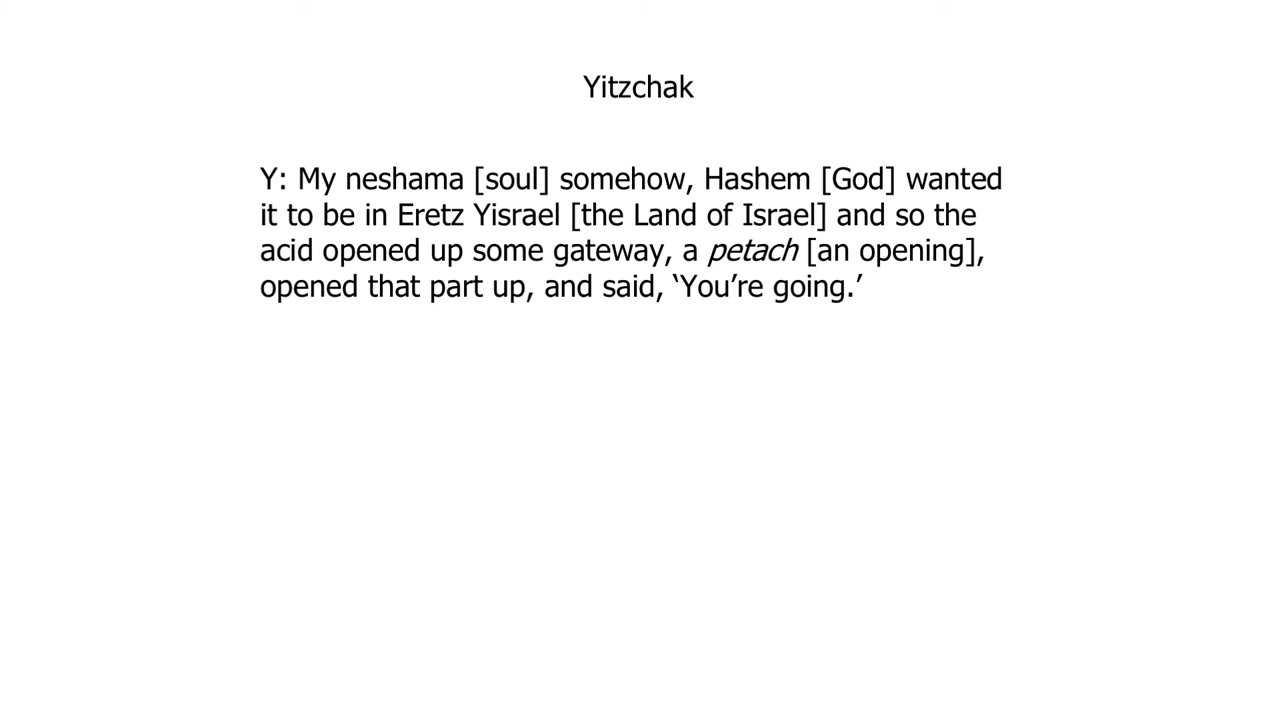 Yitzchak
Y: My neshama [soul] somehow, Hashem [God] wanted
it to be in Eretz Yisrael [the Land of Israel] and so the
acid opened up some gateway, a petach [an opening],
opened that part up, and said, ‘You’re going.’